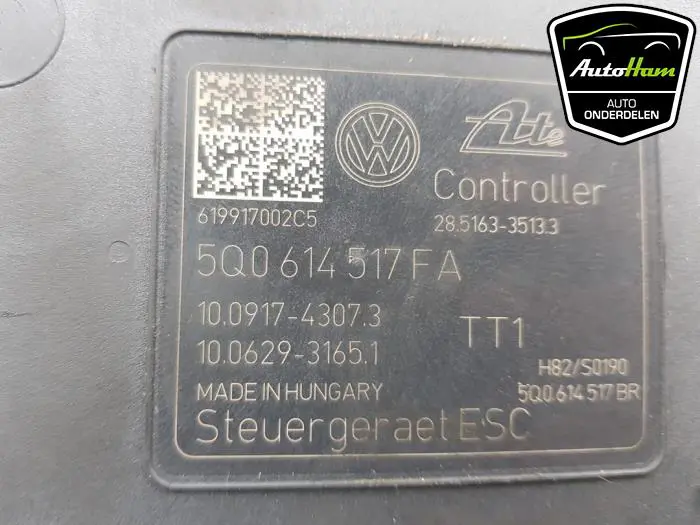 AutoHam
AUTO
ONDERDELEN
Ate
Controller
619917002C5
28.5163-3513.3
5Q0 614 517 FA
10.0917-4307.3
TT1
10.0629-3165.1
H82/S0190
MADE IN HUNGARY
5Q0.614 517 BR
Steuergeraet ESC